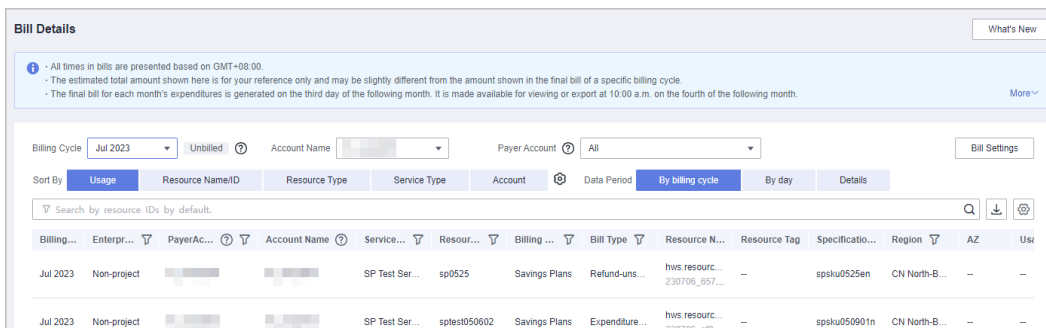 Bill Details
What's New
· All times in bills are presented based on GMT+08:00.
· The estimated total amount shown here is for your reference only and may be slightly different from the amount shown in the final bill of a specific billing cycle.
· The final bill for each month's expenditures is generated on the third day of the following month. It is made available for viewing or export at 10:00 a.m. on the fourth of the following month.
More
Billing Cycle Jul 2023 Unbilled Account Name Payer Account All Bill Settings
Sort By Usage Resource Name/ID Resource Type Service Type Account Data Period By billing cycle By day Details
Search by resource IDs by default.
Billing... Enterpr... PayerAc... Account Name Service... Resour... Billing ... Bill Type Resource N... Resource Tag Specificatio... Region AZ Usa
Jul 2023 Non-project SP Test Ser... sp0525 Savings Plans Refund-uns... hws.resourc... -- spsku0525en CN North-B... -- --
230706_657...
Jul 2023 Non-project SP Test Ser... sptest050602 Savings Plans Expenditure... hws.resourc... -- spsku050901n CN North-B... -- --